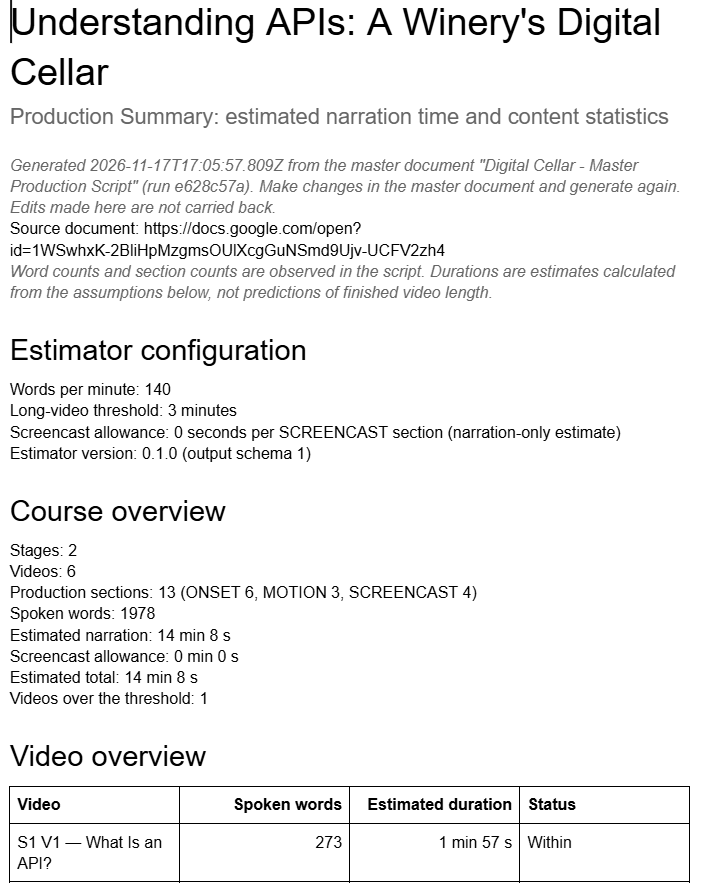 Understanding APIs: A Winery's Digital
Cellar
Production Summary: estimated narration time and content statistics
Generated 2026-11-17T17:05:57.809Z from the master document "Digital Cellar - Master
Production Script" (run e628c57a). Make changes in the master document and generate again.
Edits made here are not carried back.
Source document: https://docs.google.com/open?
id=1WSwhxK-2BliHpMzgmsOUlXcgGuNSmd9Ujv-UCFV2zh4
Word counts and section counts are observed in the script. Durations are estimates calculated
from the assumptions below, not predictions of finished video length.
Estimator configuration
Words per minute: 140
Long-video threshold: 3 minutes
Screencast allowance: 0 seconds per SCREENCAST section (narration-only estimate)
Estimator version: 0.1.0 (output schema 1)
Course overview
Stages: 2
Videos: 6
Production sections: 13 (ONSET 6, MOTION 3, SCREENCAST 4)
Spoken words: 1978
Estimated narration: 14 min 8 s
Screencast allowance: 0 min 0 s
Estimated total: 14 min 8 s
Videos over the threshold: 1
Video overview
Video Spoken words Estimated duration Status
S1 V1 — What Is an API? 273 1 min 57 s Within